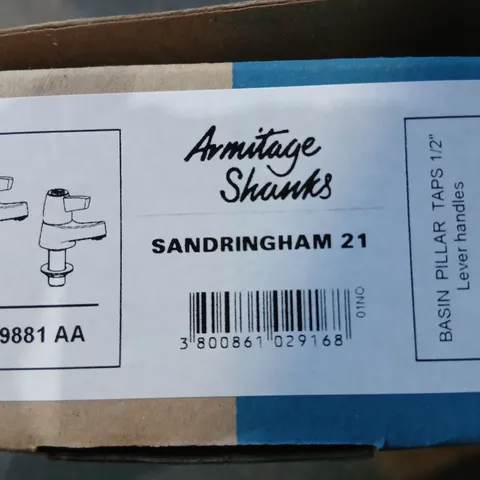 Armitage
Shanks
SANDRINGHAM 21
9881 AA
01NO
3 800861 029168
BASIN PILLAR TAPS 1/2"
Lever handles